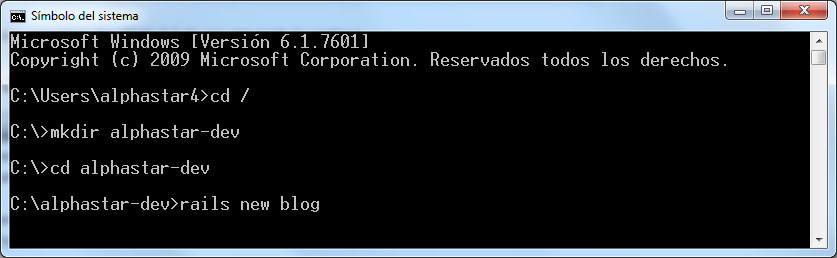 Símbolo del sistema
Microsoft Windows [Versión 6.1.7601]
Copyright (c) 2009 Microsoft Corporation. Reservados todos los derechos.
C:\Users\alphastar4>cd /
C:\>mkdir alphastar-dev
C:\>cd alphastar-dev
C:\alphastar-dev>rails new blog